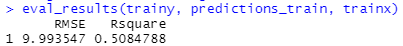 > eval_results(trainy, predictions_train, trainx)
RMSE Rsquare
1 9.993547 0.5084788